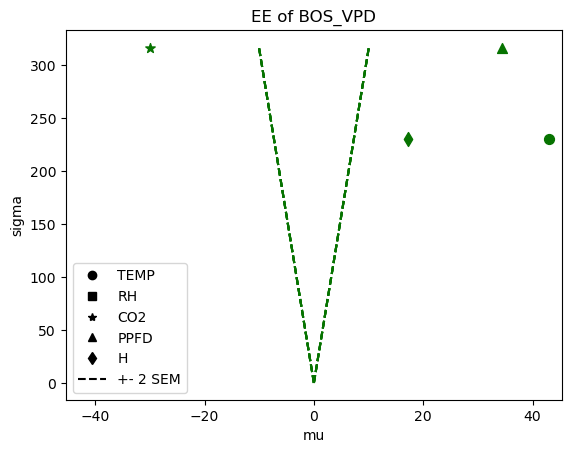 EE of BOS_VPD
sigma
300
250
200
150
100
50
0
TEMP
RH
CO2
PPFD
H
+- 2 SEM
−40
−20
0
20
40
mu